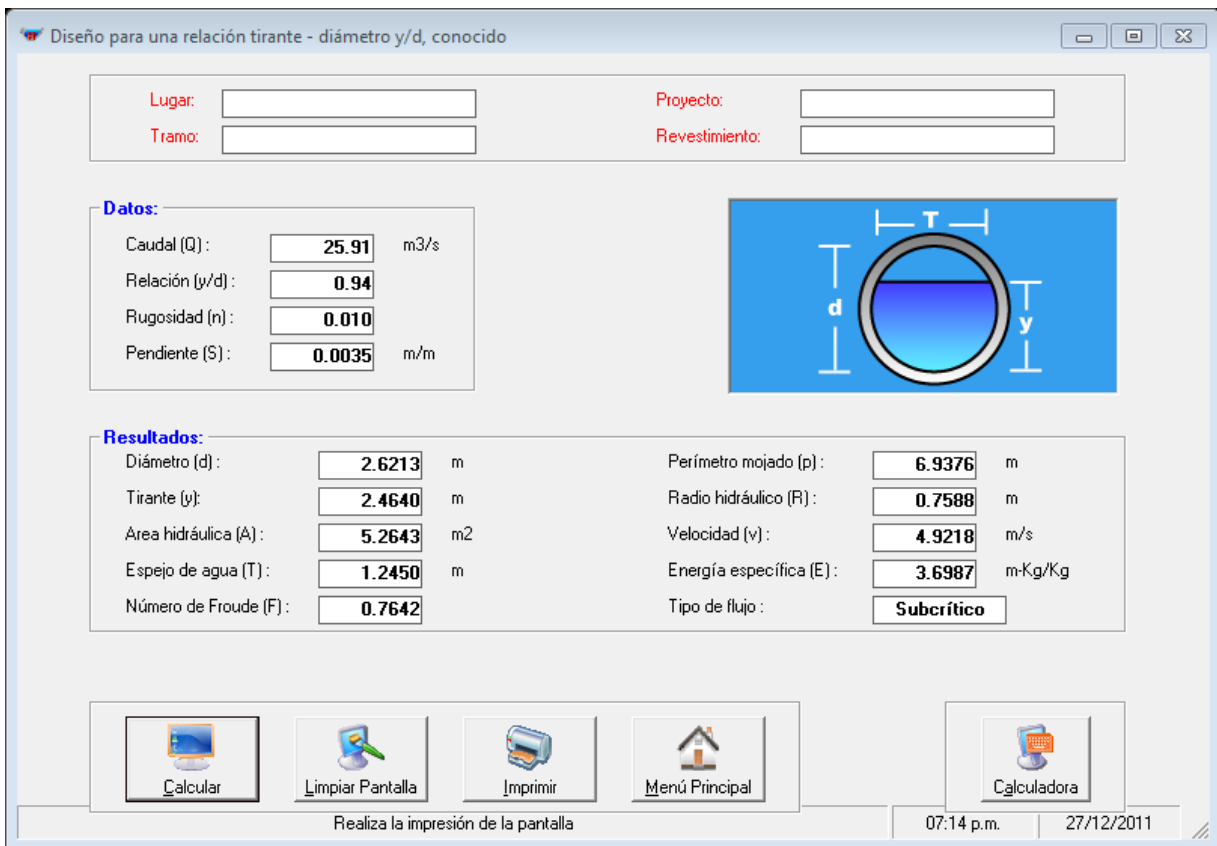 Diseño para una relación tirante - diámetro y/d, conocido
Lugar: Proyecto:
Tramo: Revestimiento:
Datos:
Caudal (Q) : 25.91 m3/s
Relación (y/d) : 0.94
Rugosidad (n) : 0.010
Pendiente (S) : 0.0035 m/m
T
d
y
Resultados:
Diámetro (d) : 2.6213 m Perímetro mojado (p) : 6.9376 m
Tirante (y): 2.4640 m Radio hidráulico (R) : 0.7588 m
Area hidráulica (A) : 5.2643 m2 Velocidad (v) : 4.9218 m/s
Espejo de agua (T) : 1.2450 m Energía específica (E) : 3.6987 m-Kg/Kg
Número de Froude (F) : 0.7642 Tipo de flujo : Subcrítico
Calcular Limpiar Pantalla Imprimir Menú Principal Calculadora
Realiza la impresión de la pantalla 07:14 p.m. 27/12/2011